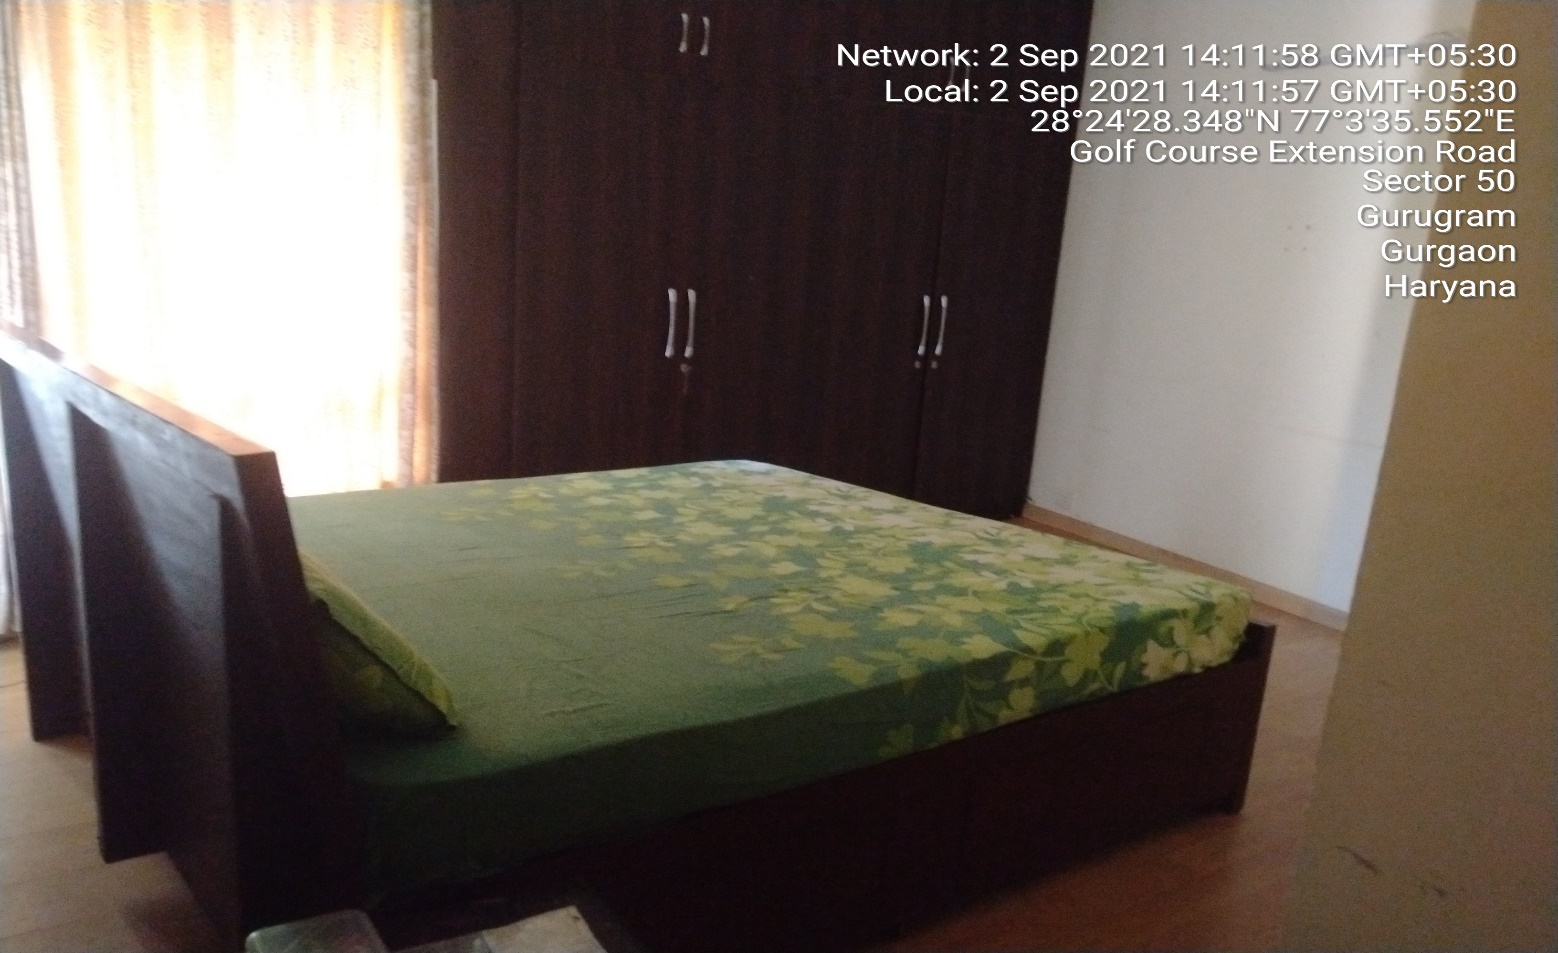 Network: 2 Sep 2021 14:11:58 GMT+05:30
Local: 2 Sep 2021 14:11:57 GMT+05:30
28°24'28.348"N 77°3'35.552"E
Golf Course Extension Road
Sector 50
Gurugram
Gurgaon
Haryana